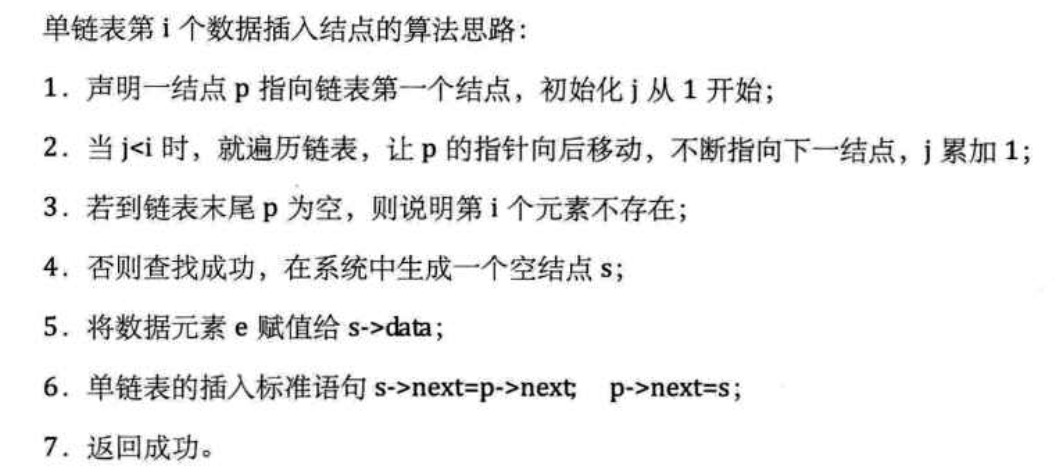 单链表第 i 个数据插入结点的算法思路：
1. 声明一结点 p 指向链表第一个结点，初始化 j 从 1 开始；
2. 当 j<i 时，就遍历链表，让 p 的指针向后移动，不断指向下一结点，j 累加 1；
3. 若到链表末尾 p 为空，则说明第 i 个元素不存在；
4. 否则查找成功，在系统中生成一个空结点 s；
5. 将数据元素 e 赋值给 s->data；
6. 单链表的插入标准语句 s->next=p->next; p->next=s；
7. 返回成功。